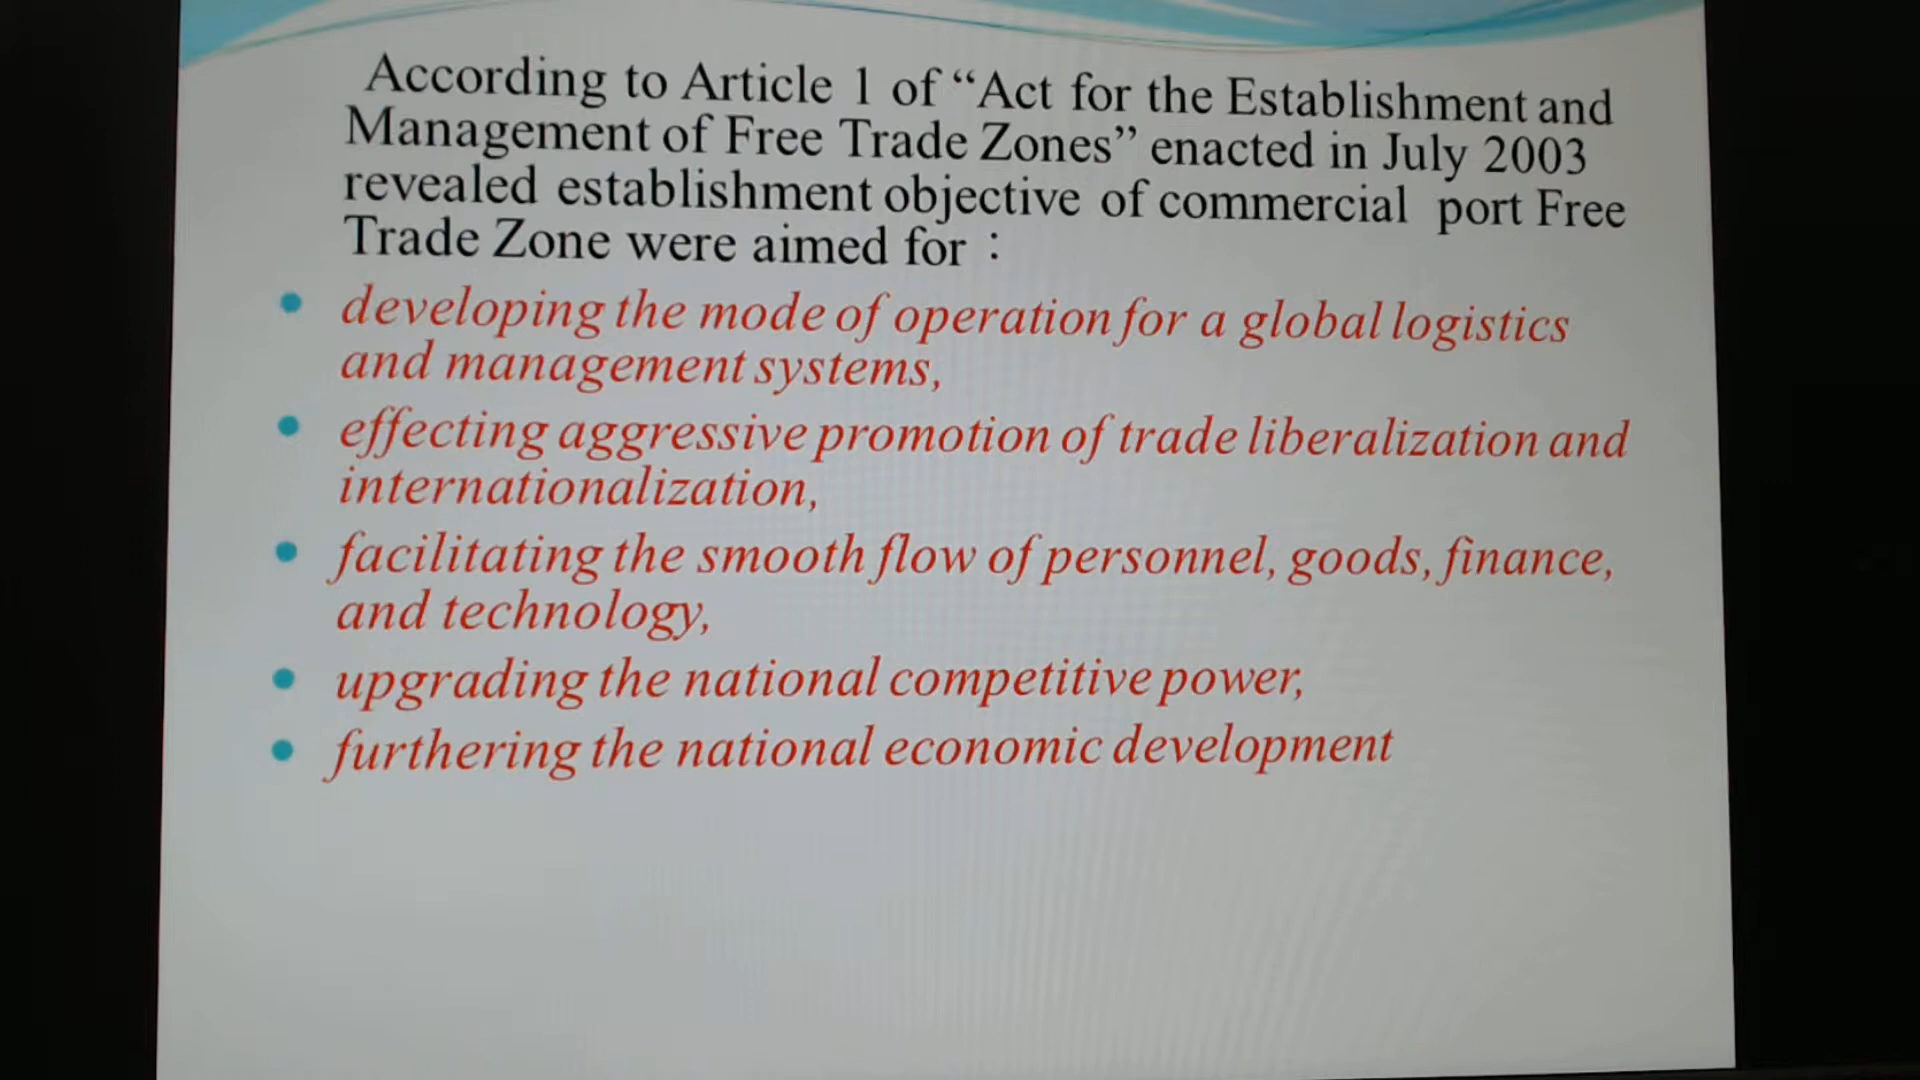 According to Article 1 of “Act for the Establishment and
Management of Free Trade Zones” enacted in July 2003
revealed establishment objective of commercial port Free
Trade Zone were aimed for：
• developing the mode of operation for a global logistics
and management systems,
• effecting aggressive promotion of trade liberalization and
internationalization,
• facilitating the smooth flow of personnel, goods, finance,
and technology,
• upgrading the national competitive power,
• furthering the national economic development